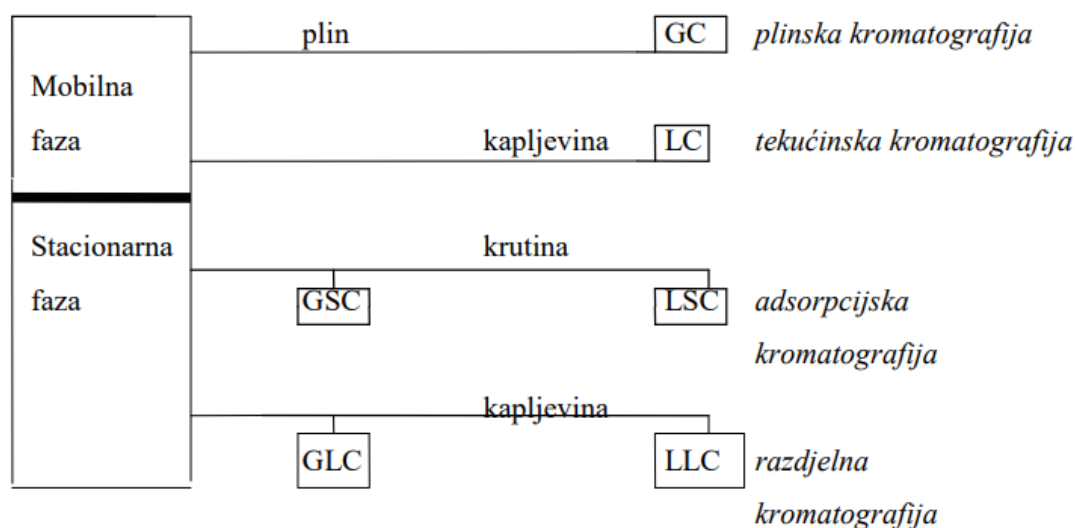 plin GC plinska kromatografija
Mobilna
faza kapljevina LC tekućinska kromatografija
Stacionarna krutina
faza GSC LSC adsorpcijska
kromatografija
kapljevina
GLC LLC razdjelna
kromatografija